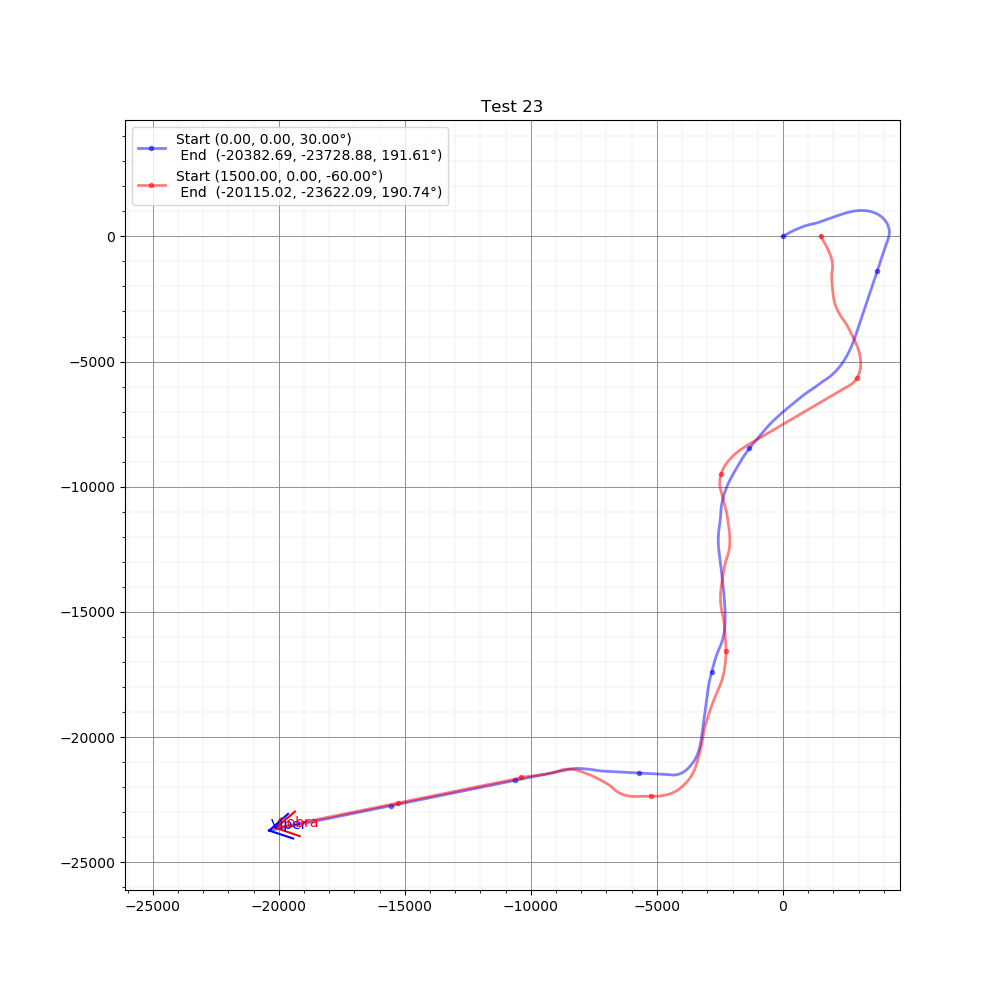 Test 23
Start (0.00, 0.00, 30.00°)
End (-20382.69, -23728.88, 191.61°)
Start (1500.00, 0.00, -60.00°)
End (-20115.02, -23622.09, 190.74°)
0
−5000
−10000
−15000
−20000
−25000
−25000 −20000 −15000 −10000 −5000 0